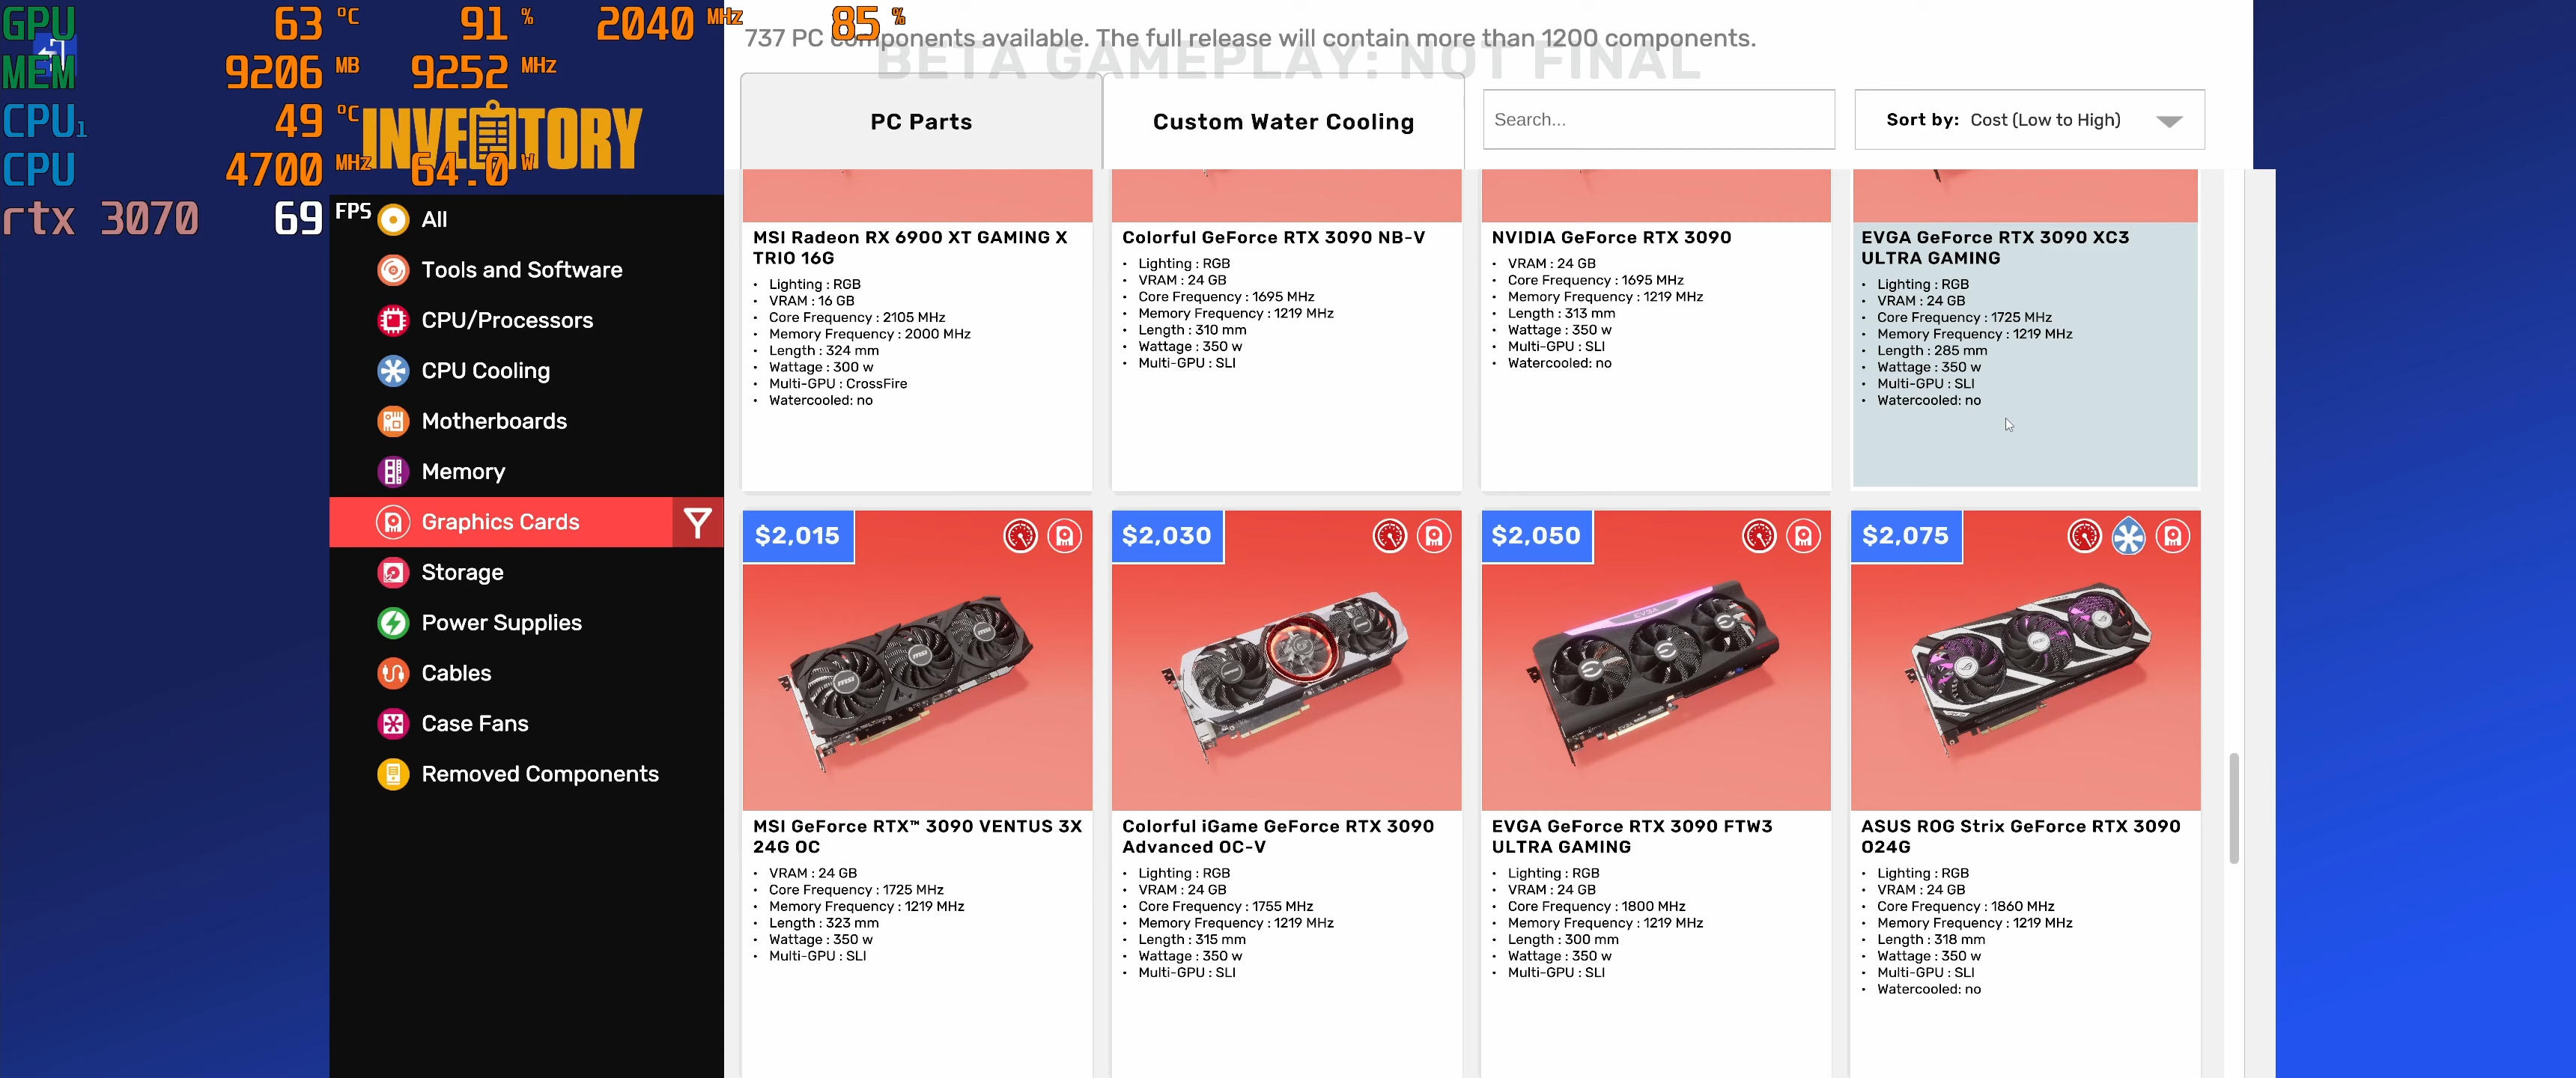 GPU 63 °C 91 % 2040 MHz 85 %
MEM 9206 MB 9252 MHz
CPU1 49 °C
CPU 4700 MHz 64.0 W
rtx 3070 69 FPS
INVENTORY
737 PC components available. The full release will contain more than 1200 components.
BETA GAMEPLAY: NOT FINAL
PC Parts
Custom Water Cooling
Search...
Sort by: Cost (Low to High)
All
Tools and Software
CPU/Processors
CPU Cooling
Motherboards
Memory
Graphics Cards
Storage
Power Supplies
Cables
Case Fans
Removed Components
MSI Radeon RX 6900 XT GAMING X
TRIO 16G
• Lighting : RGB
• VRAM : 16 GB
• Core Frequency : 2105 MHz
• Memory Frequency : 2000 MHz
• Length : 324 mm
• Wattage : 300 w
• Multi-GPU : CrossFire
• Watercooled: no
Colorful GeForce RTX 3090 NB-V
• Lighting : RGB
• VRAM : 24 GB
• Core Frequency : 1695 MHz
• Memory Frequency : 1219 MHz
• Length : 310 mm
• Wattage : 350 w
• Multi-GPU : SLI
NVIDIA GeForce RTX 3090
• VRAM : 24 GB
• Core Frequency : 1695 MHz
• Memory Frequency : 1219 MHz
• Length : 313 mm
• Wattage : 350 w
• Multi-GPU : SLI
• Watercooled: no
EVGA GeForce RTX 3090 XC3
ULTRA GAMING
• Lighting : RGB
• VRAM : 24 GB
• Core Frequency : 1725 MHz
• Memory Frequency : 1219 MHz
• Length : 285 mm
• Wattage : 350 w
• Multi-GPU : SLI
• Watercooled: no
$2,015
MSI GeForce RTX™ 3090 VENTUS 3X
24G OC
• VRAM : 24 GB
• Core Frequency : 1725 MHz
• Memory Frequency : 1219 MHz
• Length : 323 mm
• Wattage : 350 w
• Multi-GPU : SLI
$2,030
Colorful iGame GeForce RTX 3090
Advanced OC-V
• Lighting : RGB
• VRAM : 24 GB
• Core Frequency : 1755 MHz
• Memory Frequency : 1219 MHz
• Length : 315 mm
• Wattage : 350 w
• Multi-GPU : SLI
$2,050
EVGA GeForce RTX 3090 FTW3
ULTRA GAMING
• Lighting : RGB
• VRAM : 24 GB
• Core Frequency : 1800 MHz
• Memory Frequency : 1219 MHz
• Length : 300 mm
• Wattage : 350 w
• Multi-GPU : SLI
$2,075
ASUS ROG Strix GeForce RTX 3090
O24G
• Lighting : RGB
• VRAM : 24 GB
• Core Frequency : 1860 MHz
• Memory Frequency : 1219 MHz
• Length : 318 mm
• Wattage : 350 w
• Multi-GPU : SLI
• Watercooled: no